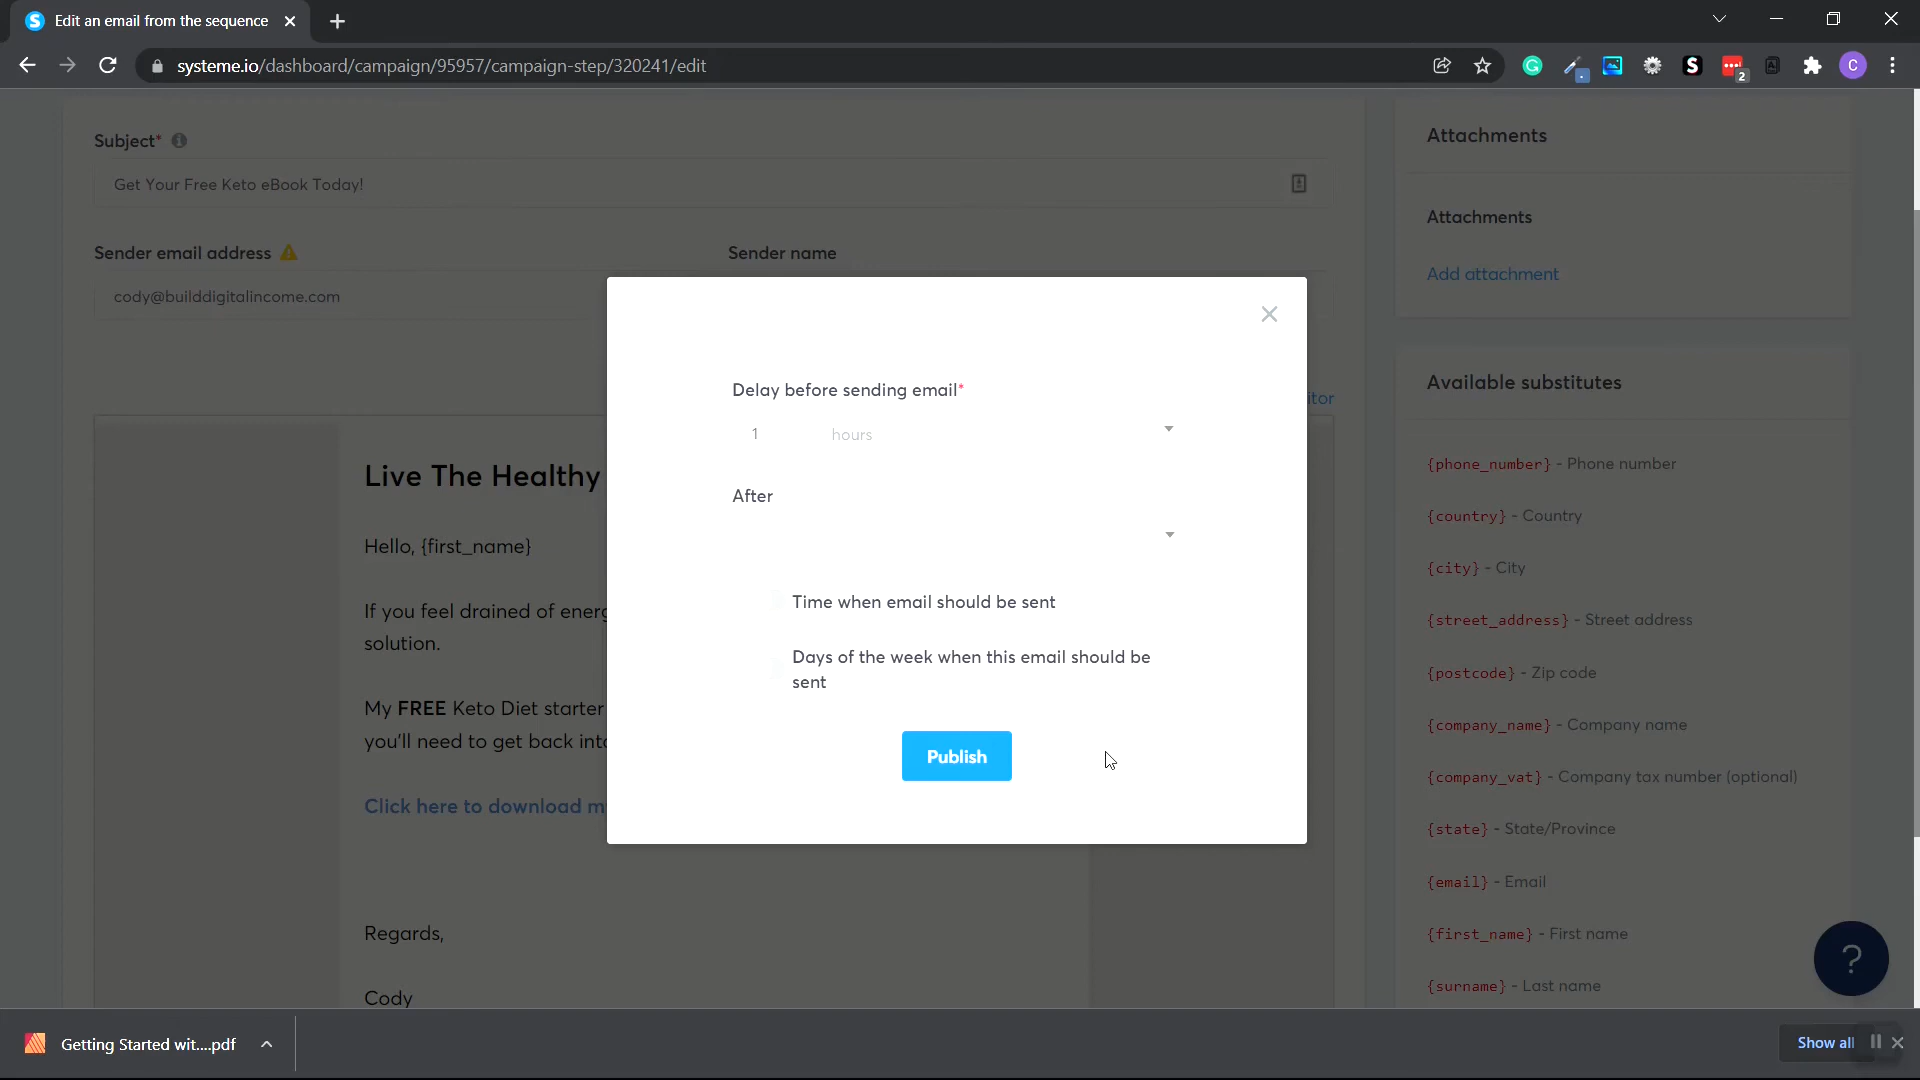 Edit an email from the sequence
systeme.io/dashboard/campaign/95957/campaign-step/320241/edit
2
C
Subject*
Get Your Free Keto eBook Today!
Sender email address
Sender name
cody@builddigitalincome.com
itor
Live The Healthy
Hello, {first_name}
If you feel drained of energ
solution.
My FREE Keto Diet starter
you'll need to get back into
Click here to download m
Regards,
Cody
Delay before sending email*
1 hours
After
Time when email should be sent
Days of the week when this email should be
sent
Publish
Attachments
Attachments
Add attachment
Available substitutes
{phone_number} - Phone number
{country} - Country
{city} - City
{street_address} - Street address
{postcode} - Zip code
{company_name} - Company name
{company_vat} - Company tax number (optional)
{state} - State/Province
{email} - Email
{first_name} - First name
{surname} - Last name
?
Getting Started wit....pdf
Show all